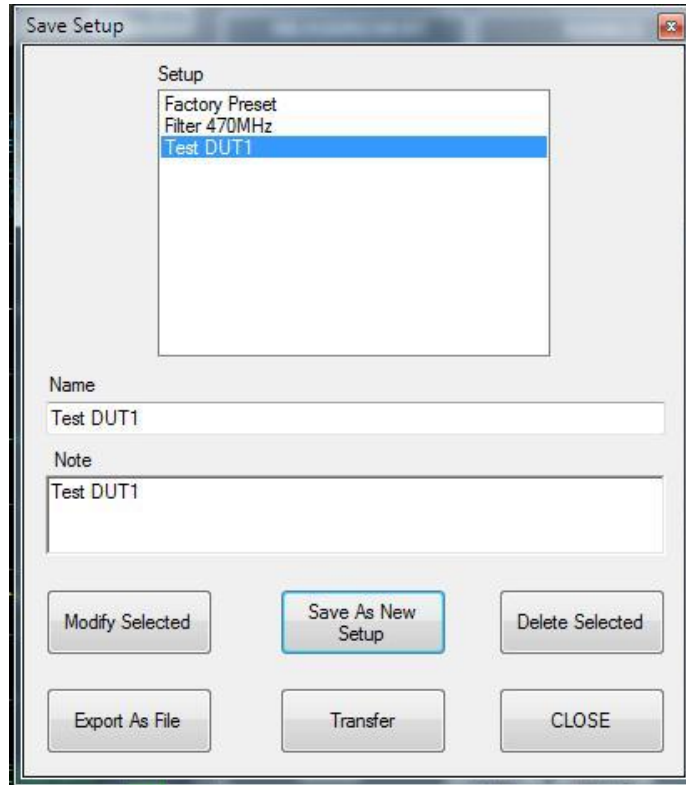 Save Setup
Setup
Factory Preset
Filter 470MHz
Test DUT1
Name
Test DUT1
Note
Test DUT1
Modify Selected
Save As New
Setup
Delete Selected
Export As File
Transfer
CLOSE